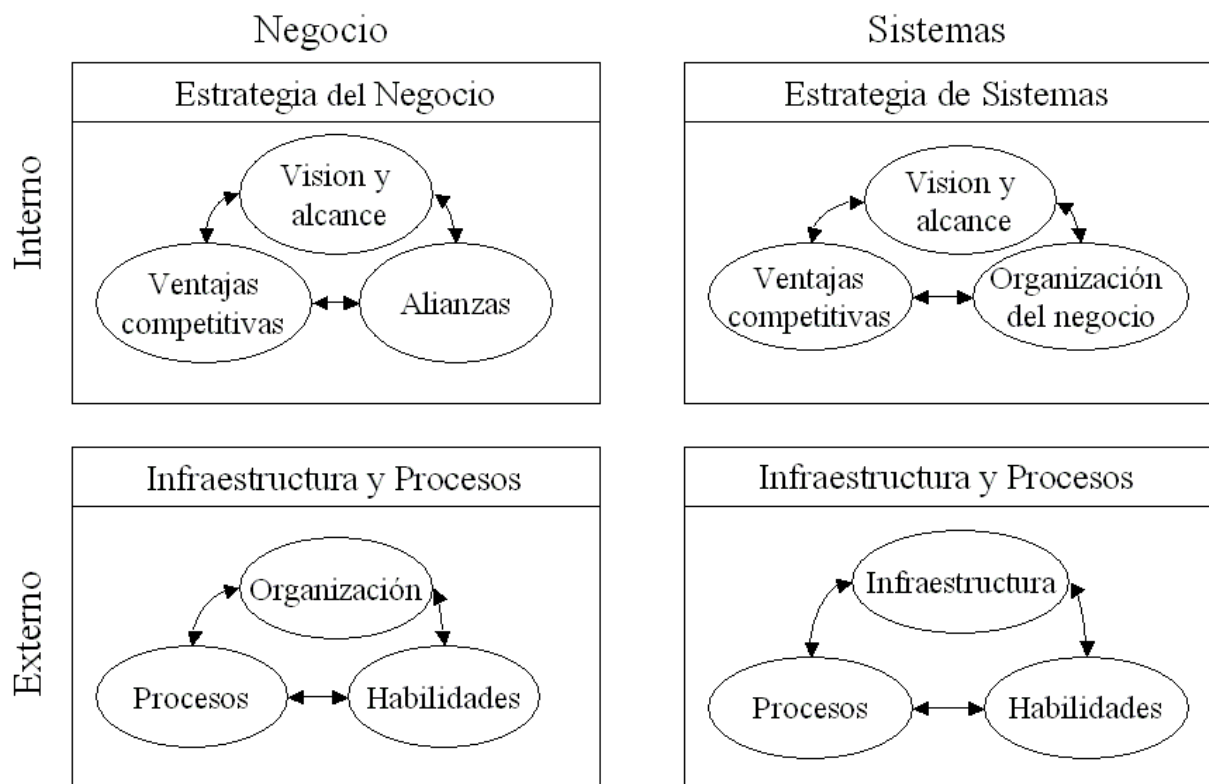 Negocio
Sistemas
Interno
Estrategia del Negocio
Vision y
alcance
Ventajas
competitivas
Alianzas
Estrategia de Sistemas
Vision y
alcance
Ventajas
competitivas
Organización
del negocio
Externo
Infraestructura y Procesos
Organización
Procesos
Habilidades
Infraestructura y Procesos
Infraestructura
Procesos
Habilidades